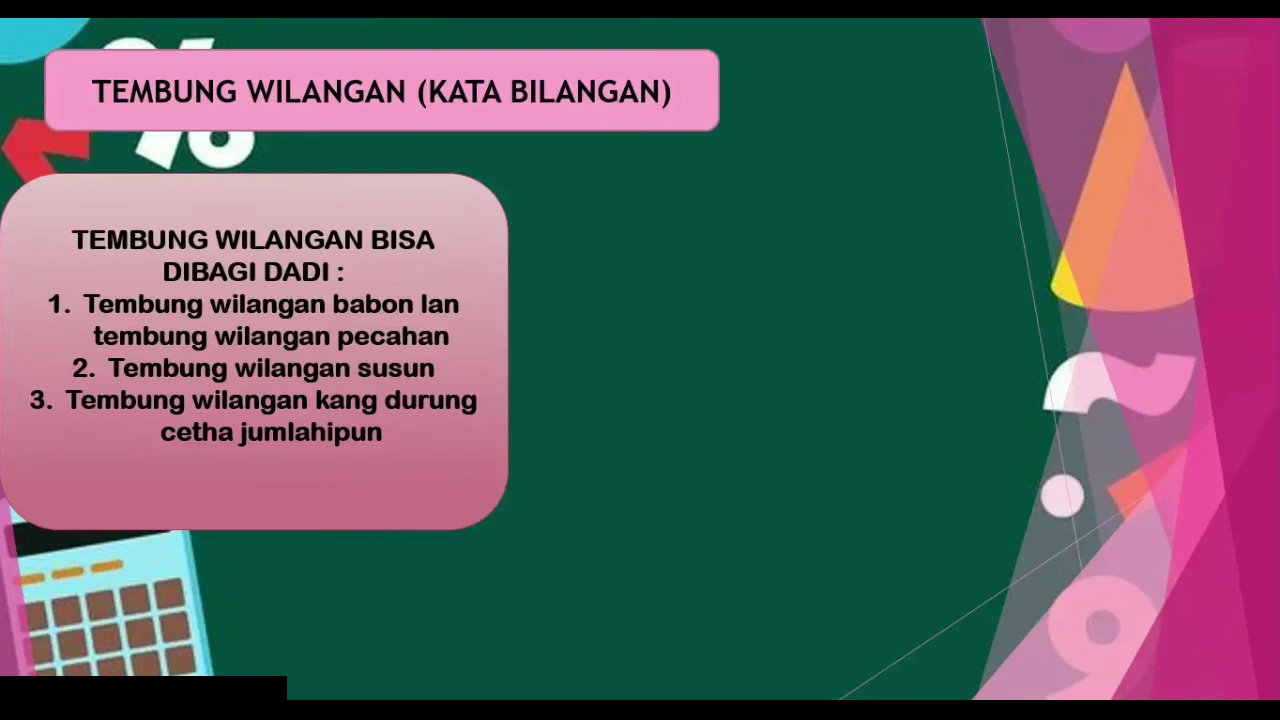 TEMBUNG WILANGAN (KATA BILANGAN)
TEMBUNG WILANGAN BISA
DIBAGI DADI :
1. Tembung wilangan babon lan
tembung wilangan pecahan
2. Tembung wilangan susun
3. Tembung wilangan kang durung
cetha jumlahipun